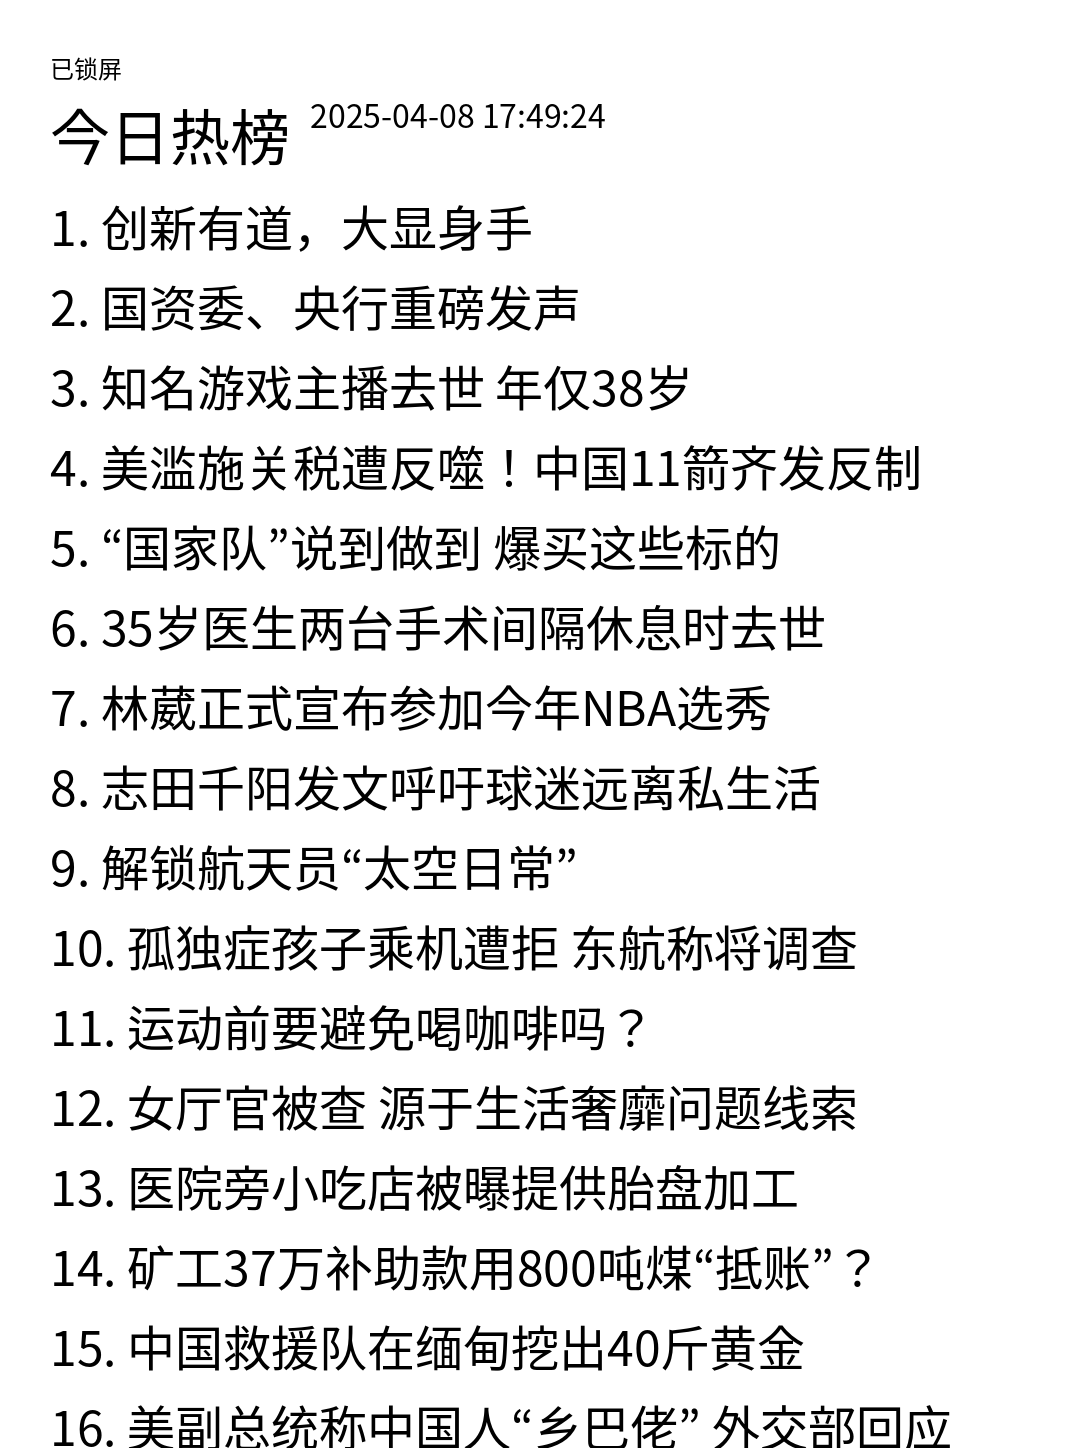 已锁屏
今日热榜 2025-04-08 17:49:24
1. 创新有道，大显身手
2. 国资委、央行重磅发声
3. 知名游戏主播去世 年仅38岁
4. 美滥施关税遭反噬！中国11箭齐发反制
5. “国家队”说到做到 爆买这些标的
6. 35岁医生两台手术间隔休息时去世
7. 林葳正式宣布参加今年NBA选秀
8. 志田千阳发文呼吁球迷远离私生活
9. 解锁航天员“太空日常”
10. 孤独症孩子乘机遭拒 东航称将调查
11. 运动前要避免喝咖啡吗？
12. 女厅官被查 源于生活奢靡问题线索
13. 医院旁小吃店被曝提供胎盘加工
14. 矿工37万补助款用800吨煤“抵账”？
15. 中国救援队在缅甸挖出40斤黄金
16. 美副总统称中国人“乡巴佬” 外交部回应